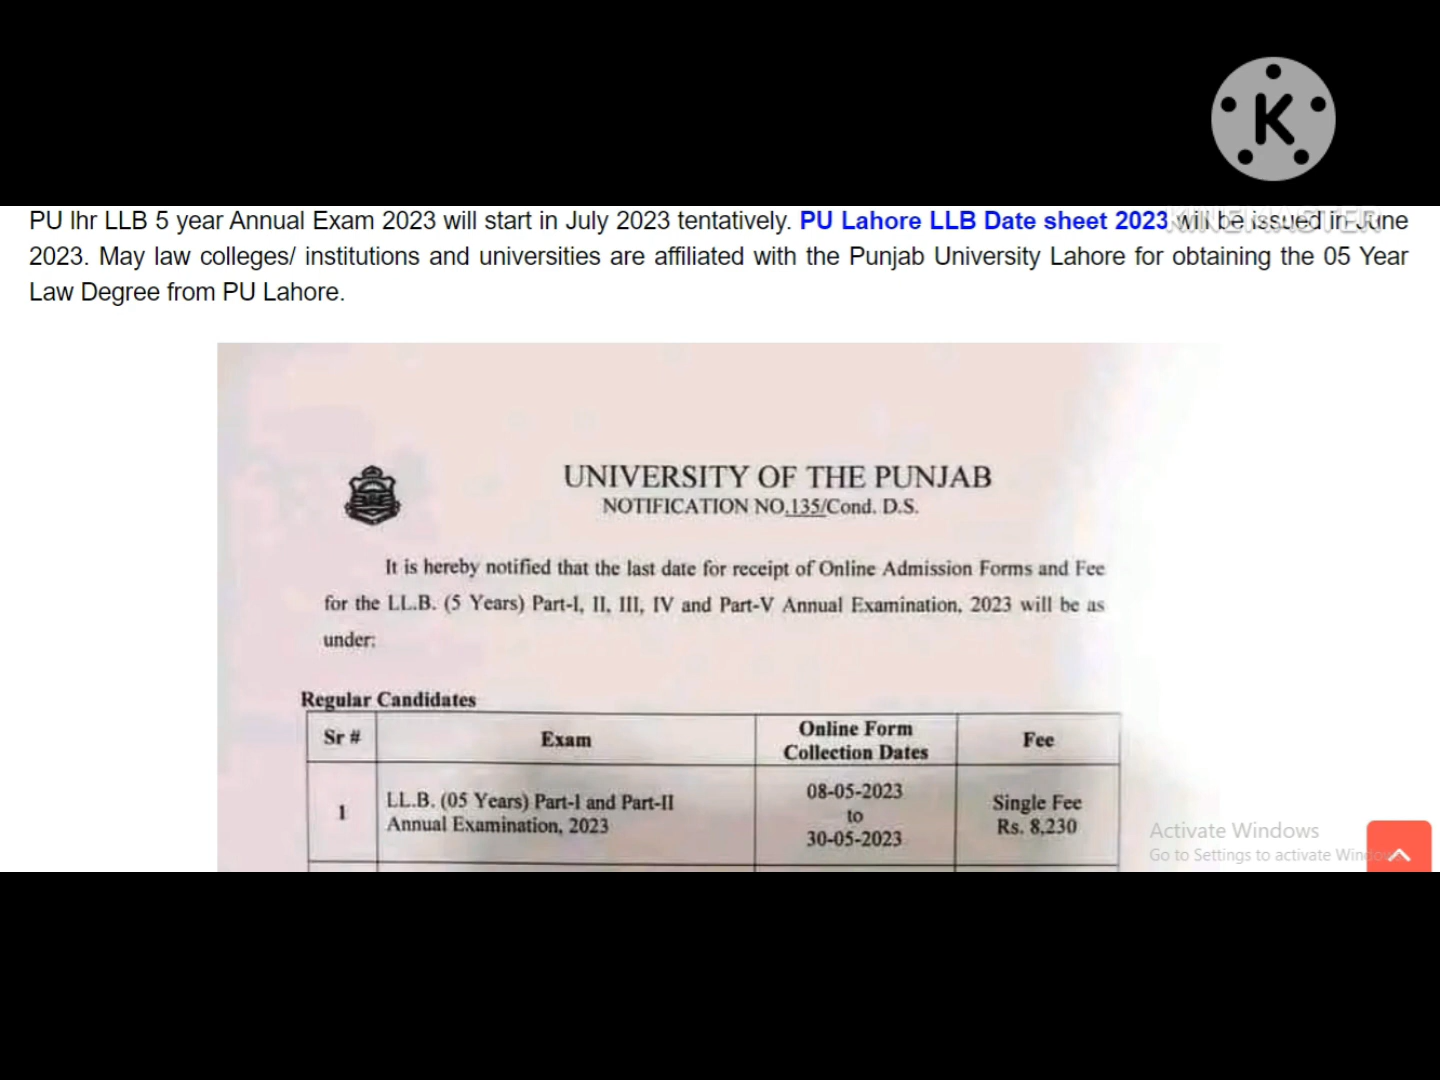 K
KINEMASTER
PU lhr LLB 5 year Annual Exam 2023 will start in July 2023 tentatively. PU Lahore LLB Date sheet 2023 will be issued in June
2023. May law colleges/ institutions and universities are affiliated with the Punjab University Lahore for obtaining the 05 Year
Law Degree from PU Lahore.
UNIVERSITY OF THE PUNJAB
NOTIFICATION NO.135/Cond. D.S.
It is hereby notified that the last date for receipt of Online Admission Forms and Fee
for the LL.B. (5 Years) Part-I, II, III, IV and Part-V Annual Examination, 2023 will be as
under:
Regular Candidates
Sr # Exam Online Form Collection Dates Fee
1 LL.B. (05 Years) Part-I and Part-II Annual Examination, 2023 08-05-2023 to 30-05-2023 Single Fee Rs. 8,230
Activate Windows
Go to Settings to activate Windows.